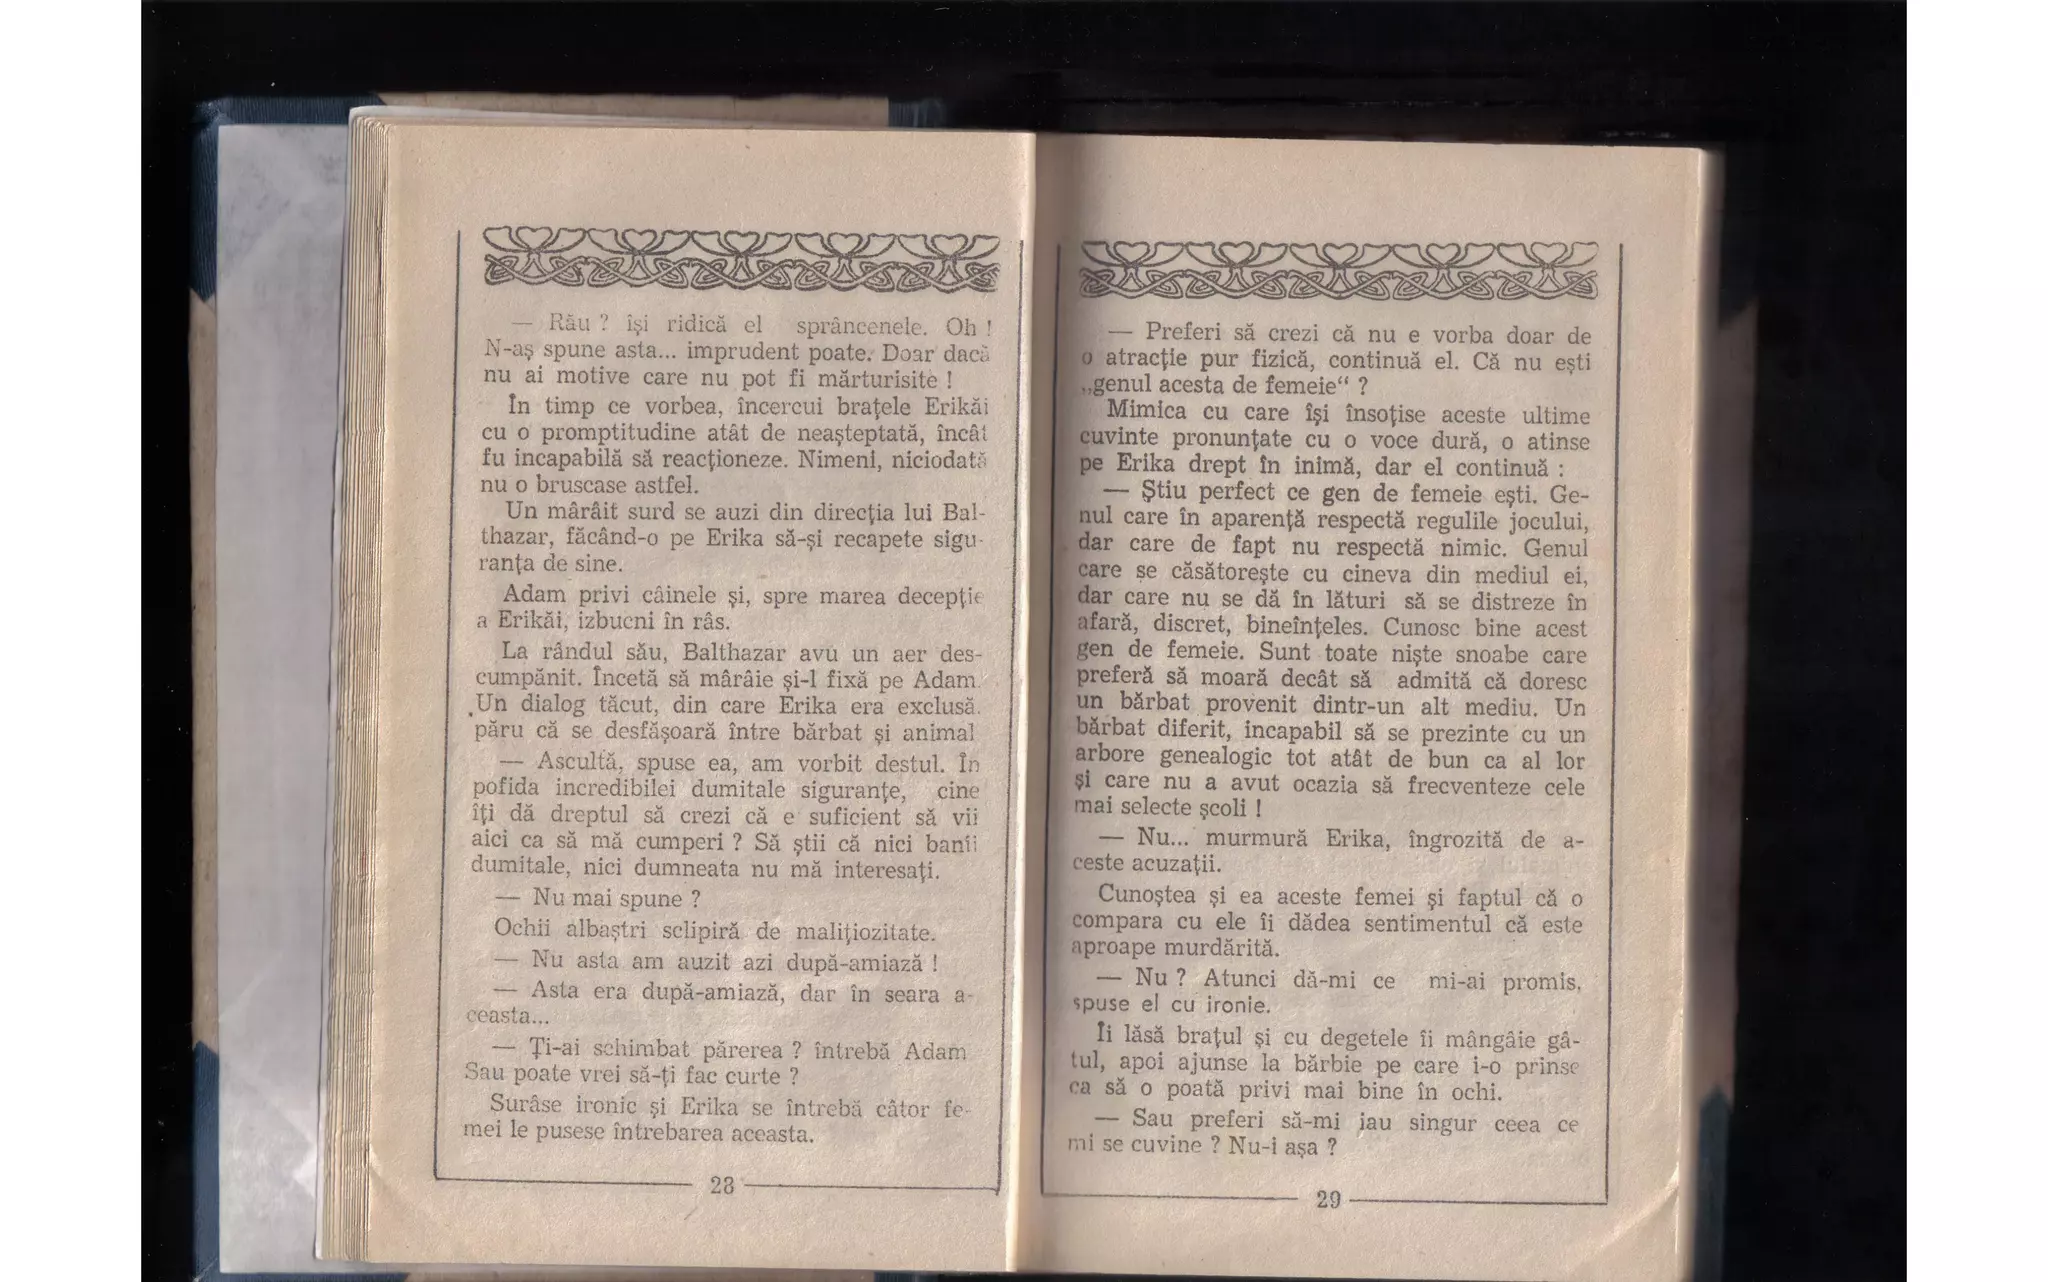 — Rău ? își ridică el sprâncenele. Oh !
N-aș spune asta... imprudent poate. Doar dacă
nu ai motive care nu pot fi mărturisite !
În timp ce vorbea, încercui brațele Erikăi
cu o promptitudine atât de neașteptată, încât
fu incapabilă să reacționeze. Nimeni, niciodată
nu o bruscase astfel.
Un mârâit surd se auzi din direcția lui Bal-
thazar, făcând-o pe Erika să-și recapete sigu-
ranța de sine.
Adam privi câinele și, spre marea decepție
a Erikăi, izbucni în râs.
La rândul său, Balthazar avu un aer des-
cumpănit. Încetă să mârâie și-l fixă pe Adam.
Un dialog tăcut, din care Erika era exclusă.
păru că se desfășoară între bărbat și animal
— Ascultă, spuse ea, am vorbit destul. În
pofida incredibilei dumitale siguranțe, cine
îți dă dreptul să crezi că e suficient să vii
aici ca să mă cumperi ? Să știi că nici banii
dumitale, nici dumneata nu mă interesați.
— Nu mai spune ?
Ochii albaștri sclipiră de malițiozitate.
— Nu asta am auzit azi după-amiază !
— Asta era după-amiază, dar în seara a-
ceasta...
— Ți-ai schimbat părerea ? întrebă Adam
Sau poate vrei să-ți fac curte ?
Surâse ironic și Erika se întrebă câtor fe-
mei le pusese întrebarea aceasta.
28
— Preferi să crezi că nu e vorba doar de
o atracție pur fizică, continuă el. Că nu ești
„genul acesta de femeie“ ?
Mimica cu care își însoțise aceste ultime
cuvinte pronunțate cu o voce dură, o atinse
pe Erika drept în inimă, dar el continuă :
— Știu perfect ce gen de femeie ești. Ge-
nul care în aparență respectă regulile jocului,
dar care de fapt nu respectă nimic. Genul
care se căsătorește cu cineva din mediul ei,
dar care nu se dă în lături să se distreze în
afară, discret, bineînțeles. Cunosc bine acest
gen de femeie. Sunt toate niște snoabe care
preferă să moară decât să admită că doresc
un bărbat provenit dintr-un alt mediu. Un
bărbat diferit, incapabil să se prezinte cu un
arbore genealogic tot atât de bun ca al lor
și care nu a avut ocazia să frecventeze cele
mai selecte școli !
— Nu... murmură Erika, îngrozită de a-
ceste acuzații.
Cunoștea și ea aceste femei și faptul că o
compara cu ele îi dădea sentimentul că este
aproape murdărită.
— Nu ? Atunci dă-mi ce mi-ai promis,
spuse el cu ironie.
Îi lăsă brațul și cu degetele îi mângâie gâ-
tul, apoi ajunse la bărbie pe care i-o prinse
ca să o poată privi mai bine în ochi.
— Sau preferi să-mi iau singur ceea ce
mi se cuvine ? Nu-i așa ?
29